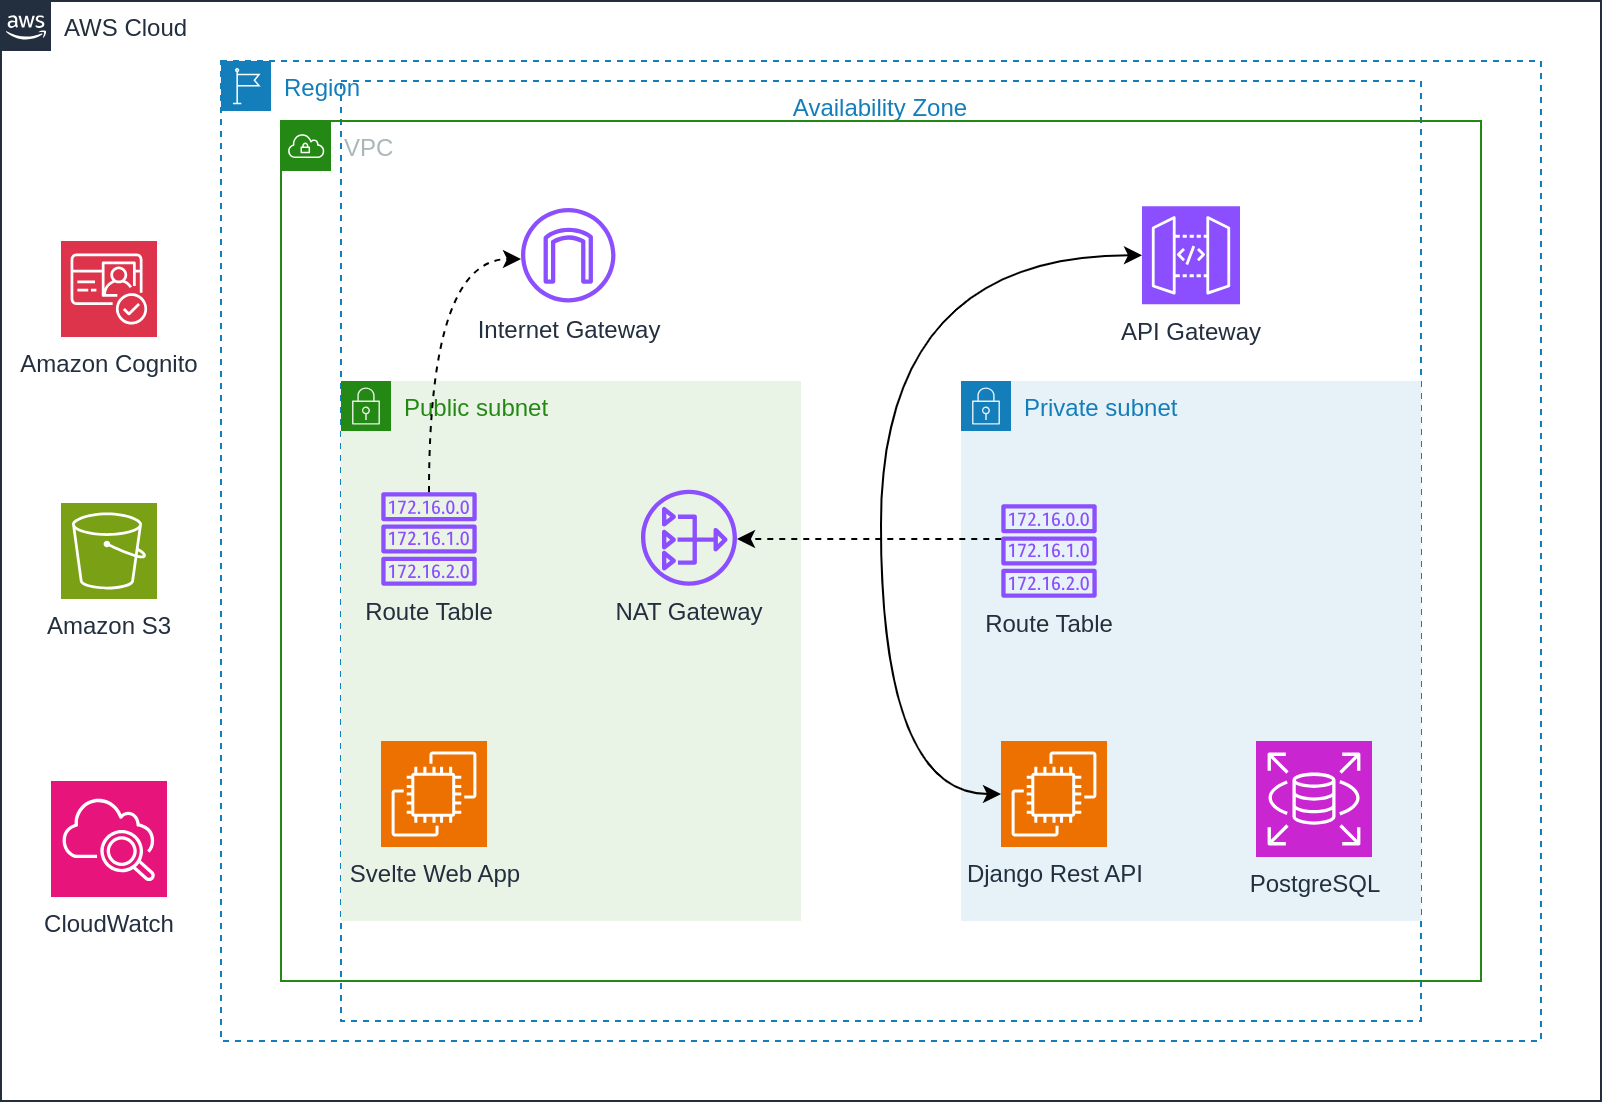 aws
AWS Cloud
Region
Availability Zone
VPC
Internet Gateway
API Gateway
Amazon Cognito
Public subnet
Private subnet
172.16.0.0
172.16.1.0
172.16.2.0
Route Table
NAT Gateway
172.16.0.0
172.16.1.0
172.16.2.0
Route Table
Amazon S3
Svelte Web App
Django Rest API
PostgreSQL
CloudWatch